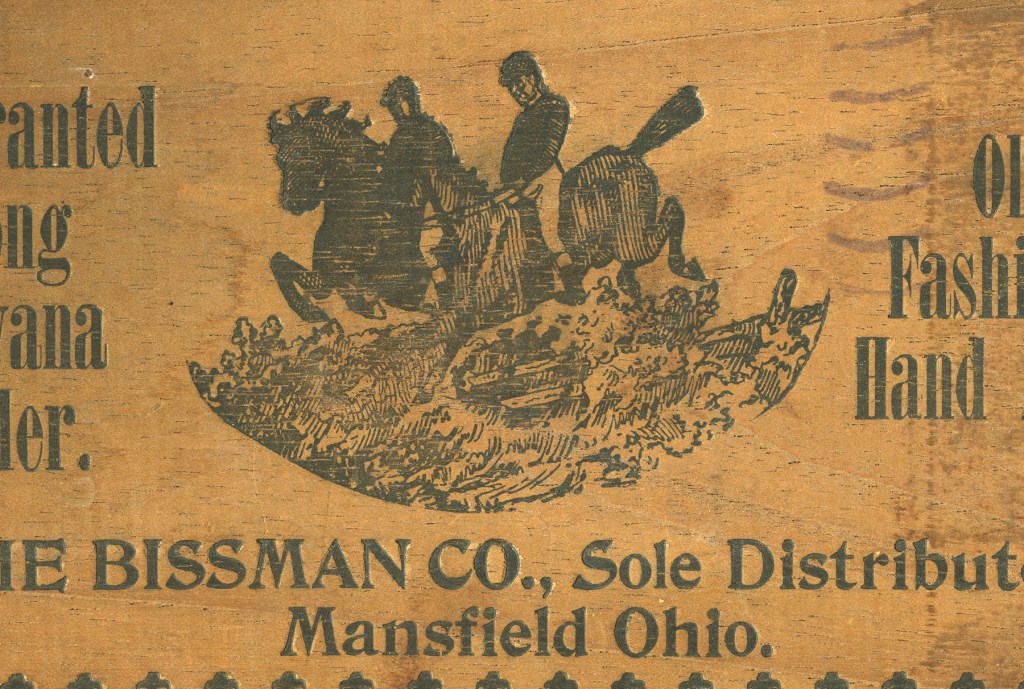 ranted
ong
vana
ler.
Ol
Fashi
Hand
HE BISSMAN CO., Sole Distribut
Mansfield Ohio.